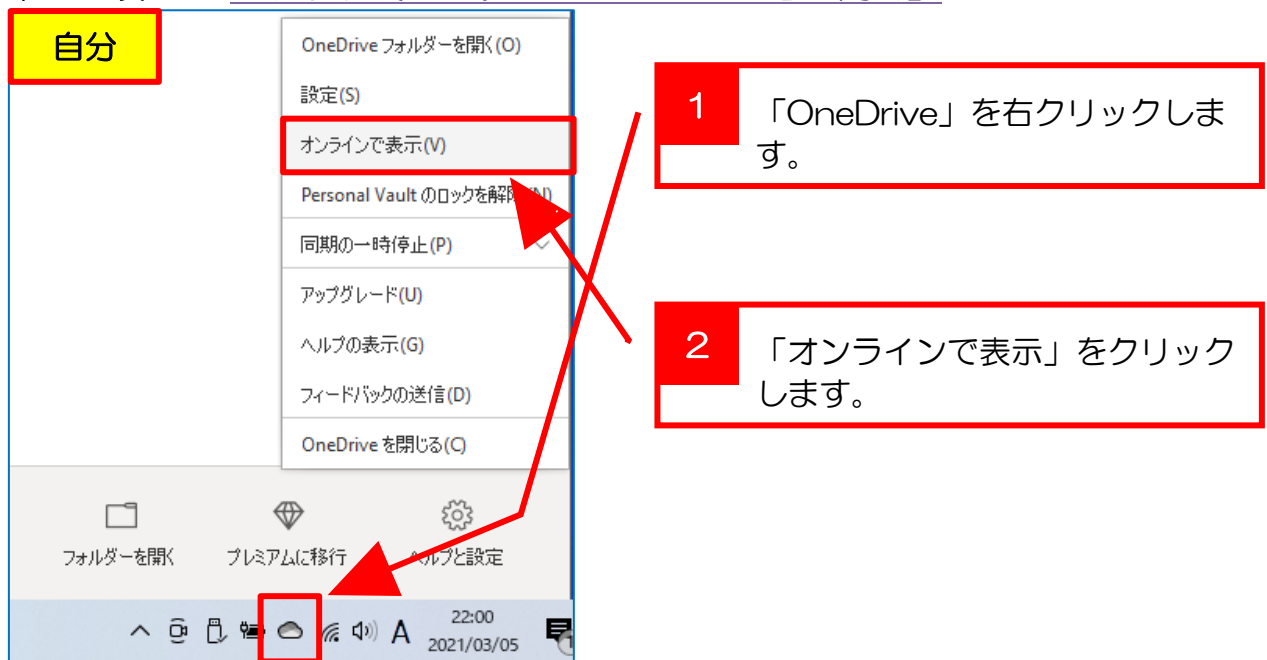 自分
OneDrive フォルダーを開く(O)
設定(S)
オンラインで表示(V)
Personal Vault のロックを解除(N)
同期の一時停止(P)
アップグレード(U)
ヘルプの表示(G)
フィードバックの送信(D)
OneDrive を閉じる(C)
フォルダーを開く プレミアムに移行 ヘルプと設定
A 22:00
2021/03/05
1
1 「OneDrive」を右クリックしま
す。
2 「オンラインで表示」をクリック
します。